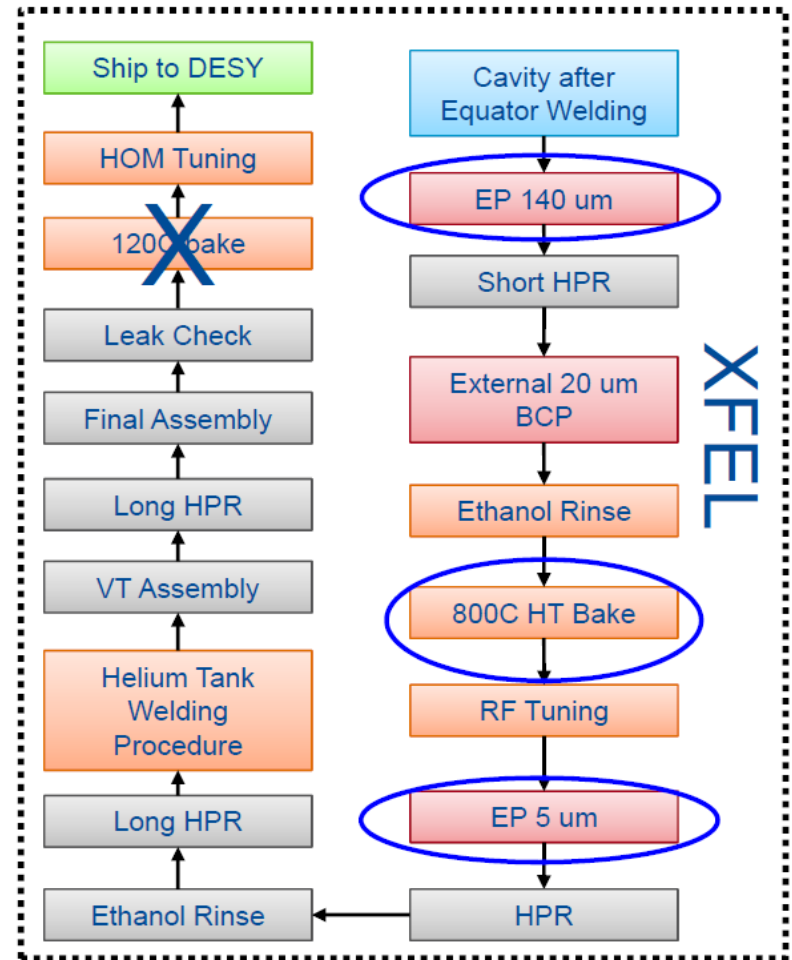 Cavity after
Equator Welding
EP 140 um
Short HPR
External 20 um
BCP
Ethanol Rinse
800C HT Bake
RF Tuning
EP 5 um
HPR
Ethanol Rinse
Long HPR
Helium Tank
Welding
Procedure
VT Assembly
Long HPR
Final Assembly
Leak Check
120C bake
X
HOM Tuning
Ship to DESY
XFEL